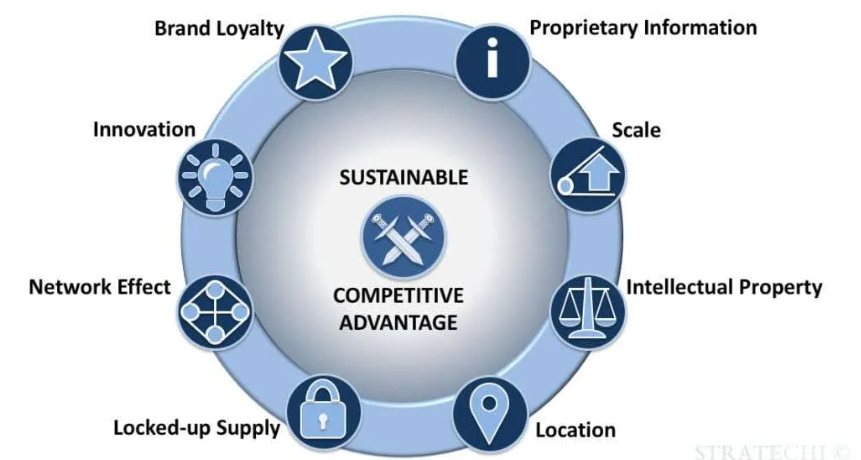 Brand Loyalty
Proprietary Information
Innovation
Scale
SUSTAINABLE
Network Effect
COMPETITIVE
ADVANTAGE
Intellectual Property
Locked-up Supply
Location
STRATECHI ©